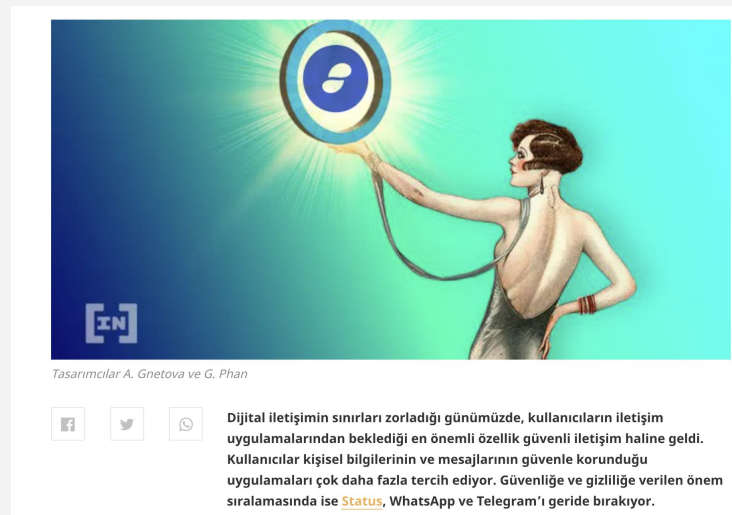 [IN]
Tasarımcılar A. Gnetova ve G. Phan
Dijital iletişimin sınırları zorladığı günümüzde, kullanıcıların iletişim
uygulamalarından beklediği en önemli özellik güvenli iletişim haline geldi.
Kullanıcılar kişisel bilgilerinin ve mesajlarının güvenle korunduğu
uygulamaları çok daha fazla tercih ediyor. Güvenliğe ve gizliliğe verilen önem
sıralamasında ise Status, WhatsApp ve Telegram’ı geride bırakıyor.